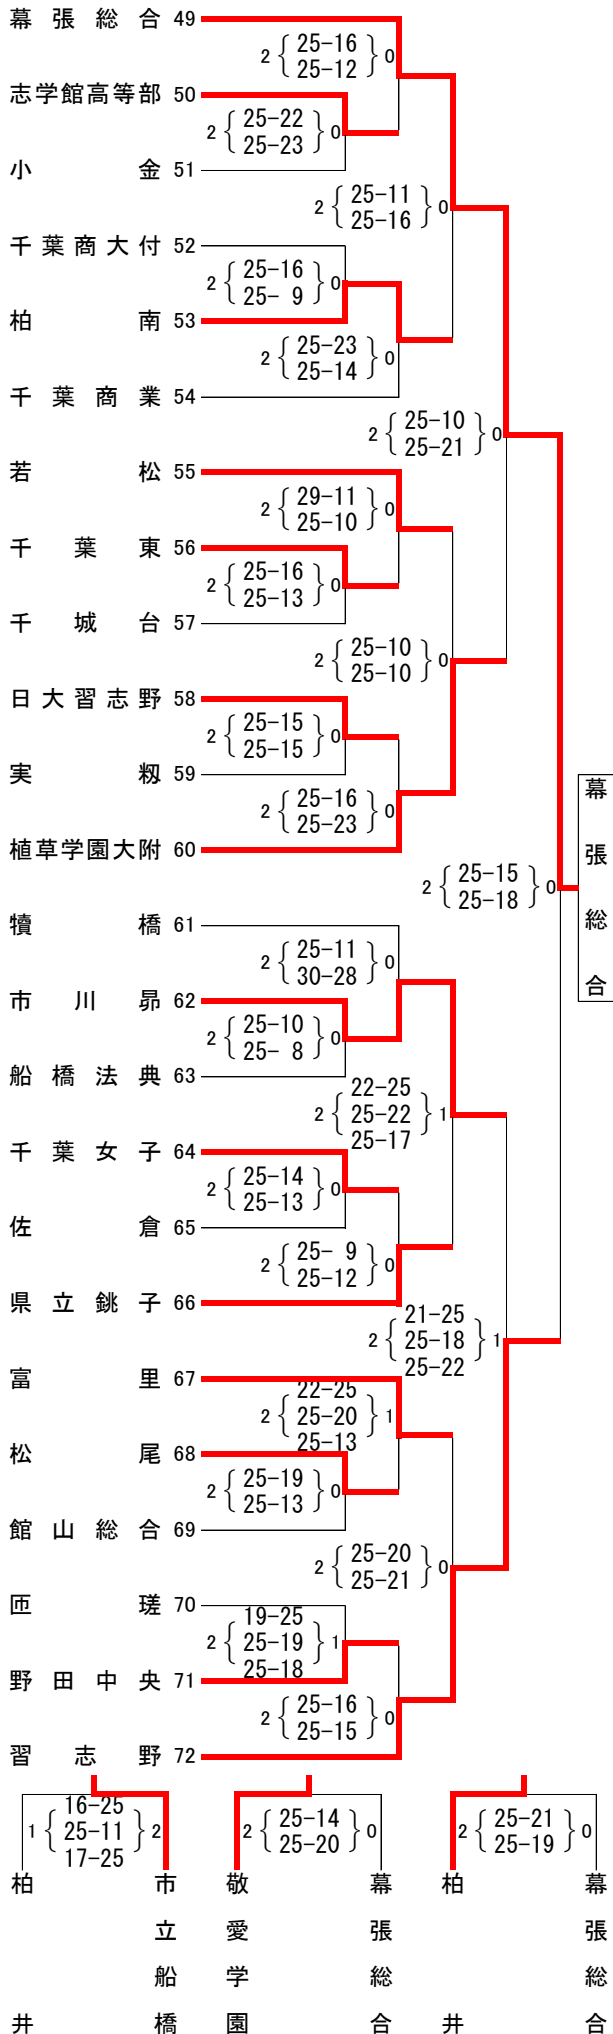 幕張総合 49
2 { 25-16 25-12 } 0
志学館高等部 50
2 { 25-22 25-23 } 0
小金 51
2 { 25-11 25-16 } 0
千葉商大付 52
2 { 25-16 25- 9 } 0
柏南 53
2 { 25-23 25-14 } 0
千葉商業 54
2 { 25-10 25-21 } 0
若松 55
2 { 29-11 25-10 } 0
千葉東 56
2 { 25-16 25-13 } 0
千城台 57
2 { 25-10 25-10 } 0
日大習志野 58
2 { 25-15 25-15 } 0
実籾 59
2 { 25-16 25-23 } 0
植草学園大附 60
2 { 25-15 25-18 } 0
幕張総合
犢橋 61
2 { 25-11 30-28 } 0
市川昴 62
2 { 25-10 25- 8 } 0
船橋法典 63
2 { 22-25 25-22 25-17 } 1
千葉女子 64
2 { 25-14 25-13 } 0
佐倉 65
2 { 25- 9 25-12 } 0
県立銚子 66
2 { 21-25 25-18 25-22 } 1
富里 67
2 { 22-25 25-20 25-13 } 1
松尾 68
2 { 25-19 25-13 } 0
館山総合 69
2 { 25-20 25-21 } 0
匝瑳 70
2 { 19-25 25-19 25-18 } 1
野田中央 71
2 { 25-16 25-15 } 0
習志野 72
1 { 16-25 25-11 17-25 } 2
2 { 25-14 25-20 } 0
2 { 25-21 25-19 } 0
柏井
市立船橋
敬愛学園
幕張総合
柏井
幕張総合